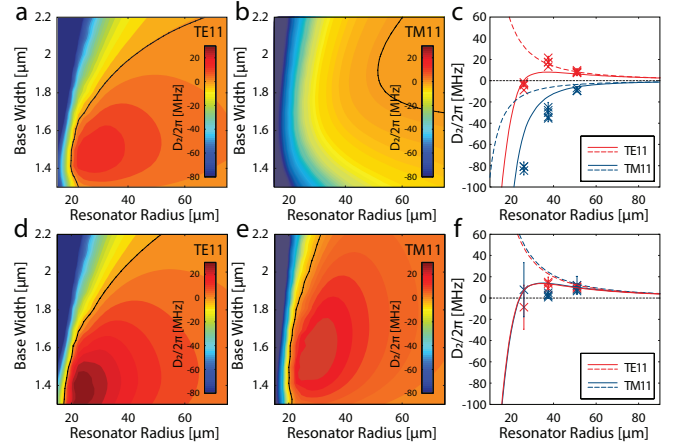 a
TE11
2.2
2
1.8
1.6
1.4
Base Width [µm]
20
40
60
Resonator Radius [µm]
D₂/2π [MHz]
20
0
-20
-40
-60
-80
b
TM11
20
40
60
Resonator Radius [µm]
Base Width [µm]
2.2
2
1.8
1.6
1.4
D₂/2π [MHz]
20
0
-20
-40
-60
-80
c
D₂/2π [MHz]
60
40
20
0
-20
-40
-60
-80
-100
20
40
60
80
Resonator Radius [µm]
TE11
TM11
d
TE11
2.2
2
1.8
1.6
1.4
Base Width [µm]
20
40
60
Resonator Radius [µm]
D₂/2π [MHz]
20
0
-20
-40
-60
-80
e
TM11
2.2
2
1.8
1.6
1.4
Base Width [µm]
20
40
60
Resonator Radius [µm]
D₂/2π [MHz]
20
0
-20
-40
-60
-80
f
D₂/2π [MHz]
60
40
20
0
-20
-40
-60
-80
-100
20
40
60
80
Resonator Radius [µm]
TE11
TM11